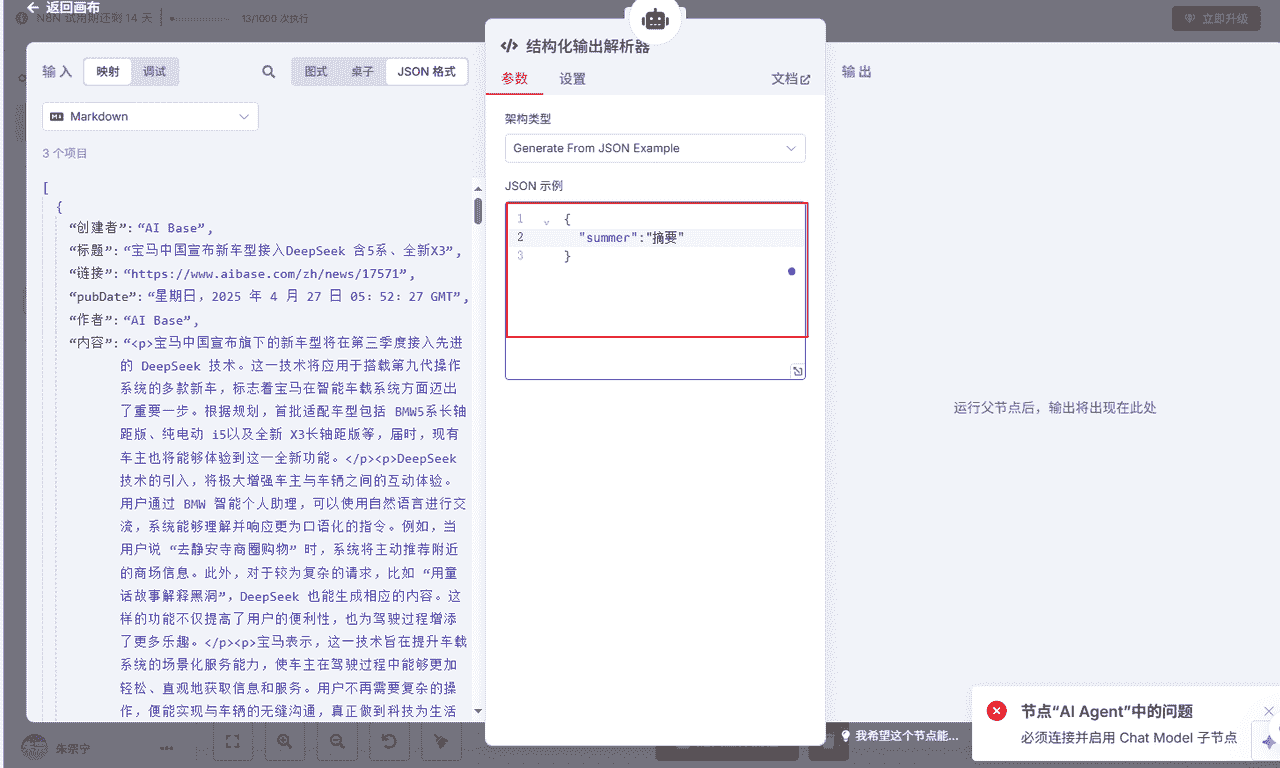 返回画布
N8N 试用期还剩 14 天
13/1000 次执行
立即升级
输入
映射
调试
图式
桌子
JSON 格式
Markdown
3 个项目
[
{
“创建者”: “AI Base”,
“标题”: “宝马中国宣布新车型接入DeepSeek 含5系、全新X3”,
“链接”: “https://www.aibase.com/zh/news/17571”,
“pubDate”: “星期日, 2025 年 4 月 27 日 05: 52: 27 GMT”,
“作者”: “AI Base”,
“内容”: “<p>宝马中国宣布旗下的新车型将在第三季度接入先进
的 DeepSeek 技术。这一技术将应用于搭载第九代操作
系统的多款新车，标志着宝马在智能车载系统方面迈出
了重要一步。根据规划，首批适配车型包括 BMW5系长轴
距版、纯电动 i5以及全新 X3长轴距版等，届时，现有
车主也将能够体验到这一全新功能。</p><p>DeepSeek
技术的引入，将极大增强车主与车辆之间的互动体验。
用户通过 BMW 智能个人助理，可以使用自然语言进行交
流，系统能够理解并响应更为口语化的指令。例如，当
用户说 “去静安寺商圈购物” 时，系统将主动推荐附近
的商场信息。此外，对于较为复杂的请求，比如 “用童
话故事解释黑洞”，DeepSeek 也能生成相应的内容。这
样的功能不仅提高了用户的便利性，也为驾驶过程增添
了更多乐趣。</p><p>宝马表示，这一技术旨在提升车载
系统的场景化服务能力，使车主在驾驶过程中能够更加
轻松、直观地获取信息和服务。用户不再需要复杂的操
作，便能实现与车辆的无缝沟通，真正做到科技为生活
结构化输出解析器
参数
设置
文档
架构类型
Generate From JSON Example
JSON 示例
1 {
2 "summer":"摘要"
3 }
输出
运行父节点后，输出将出现在此处
我希望这个节点能...
节点“AI Agent”中的问题
必须连接并启用 Chat Model 子节点